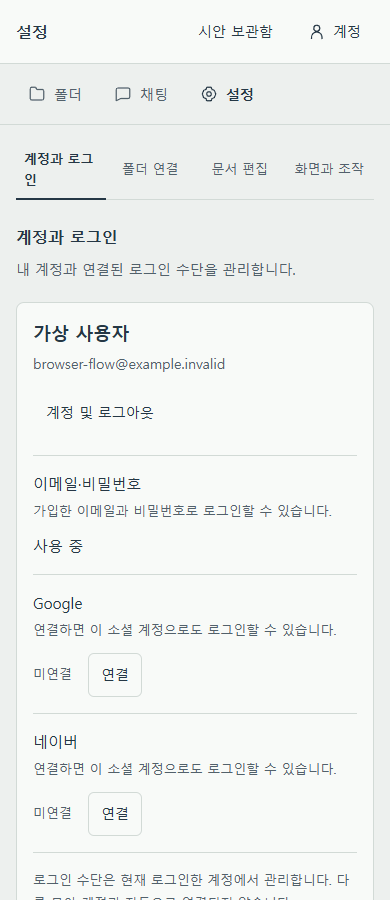 설정
시안 보관함
계정
폴더
채팅
설정
계정과 로그
인
폴더 연결
문서 편집
화면과 조작
계정과 로그인
내 계정과 연결된 로그인 수단을 관리합니다.
가상 사용자
browser-flow@example.invalid
계정 및 로그아웃
이메일·비밀번호
가입한 이메일과 비밀번호로 로그인할 수 있습니다.
사용 중
Google
연결하면 이 소셜 계정으로도 로그인할 수 있습니다.
미연결
연결
네이버
연결하면 이 소셜 계정으로도 로그인할 수 있습니다.
미연결
연결
로그인 수단은 현재 로그인한 계정에서 관리합니다. 다